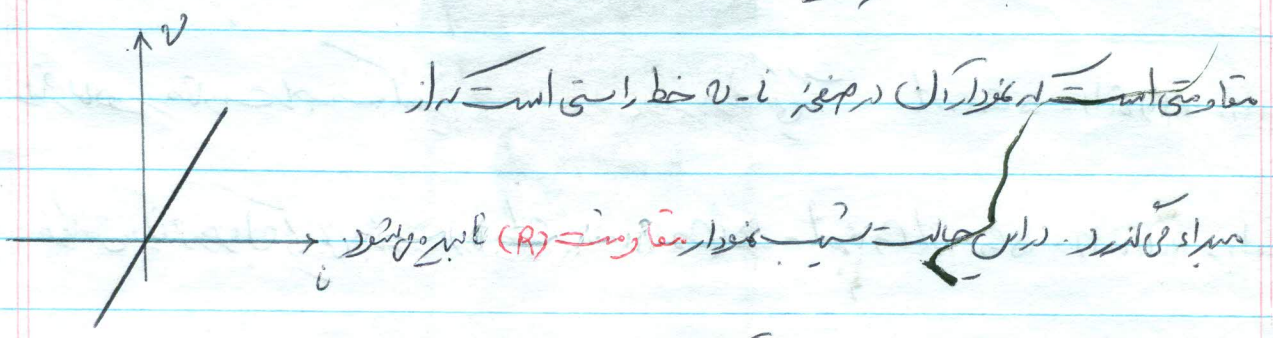 v
مقاومتی است که نمودار آن در صفحهٔ v-i خط راستی است که از
مبداء می‌گذرد. در این حالت شیب نمودار مقاومت (R) نامیده می‌شود.
i